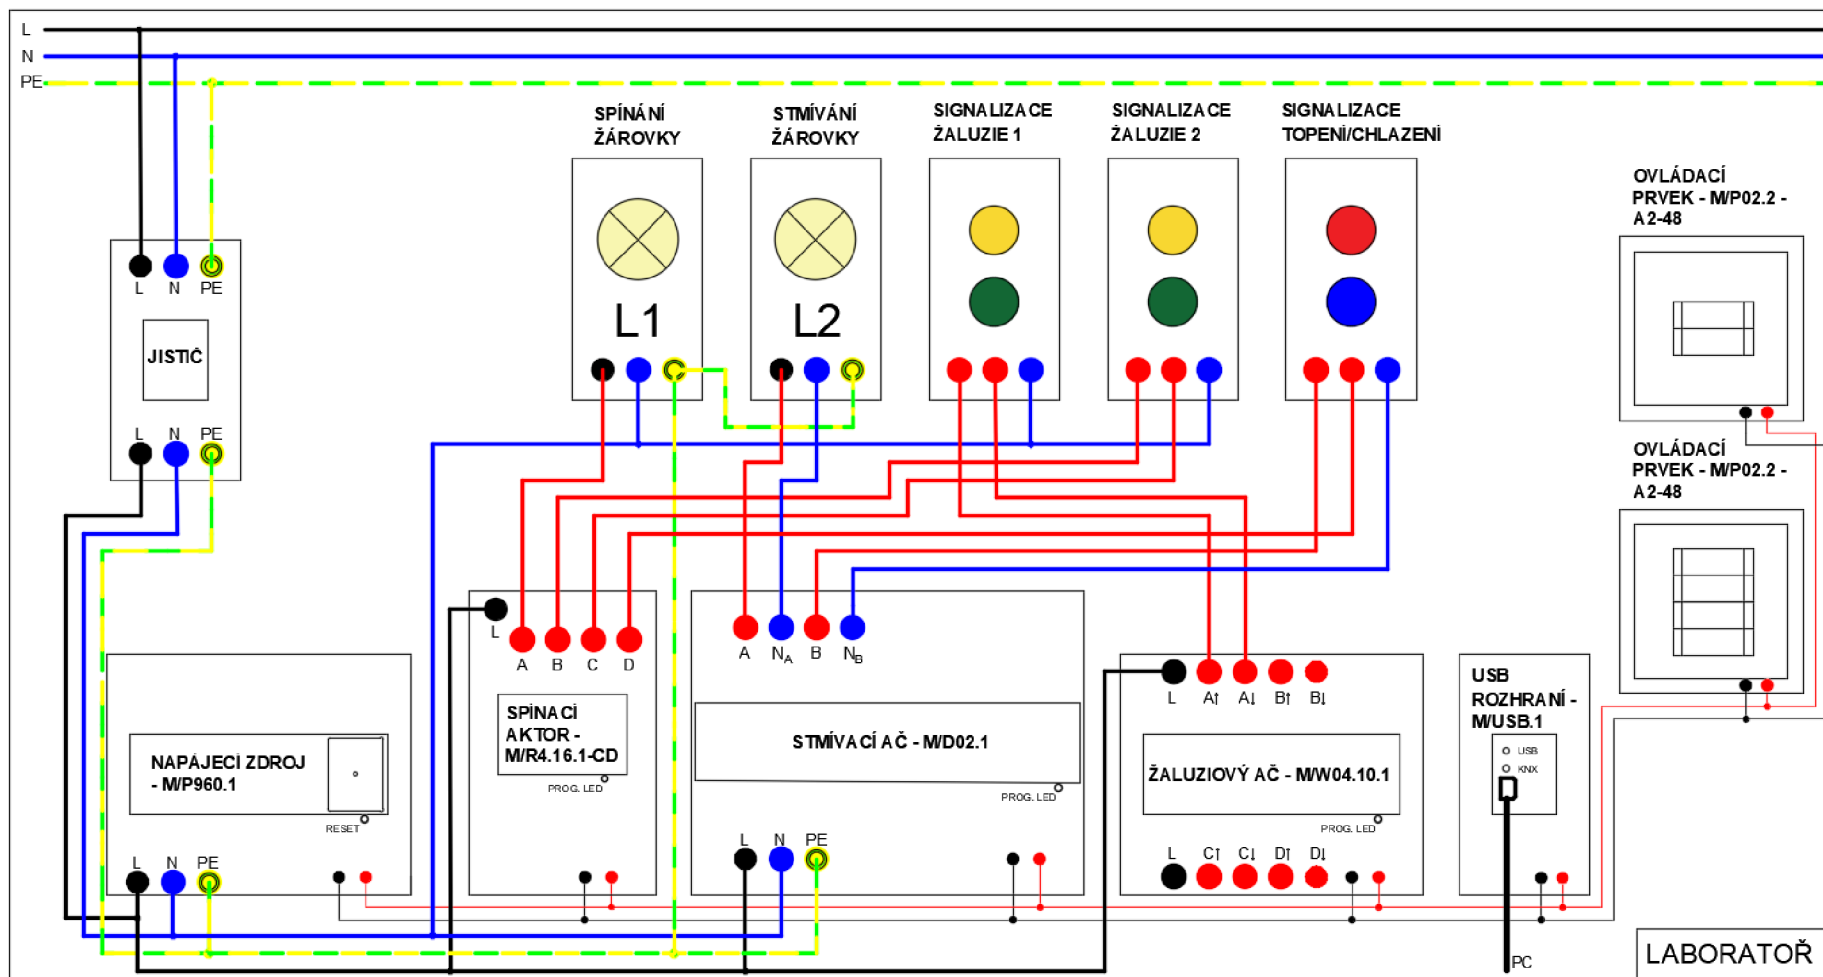 L
N
PE
SPÍNÁNÍ
ŽÁROVKY
STMÍVÁNÍ
ŽÁROVKY
SIGNALIZACE
ŽALUZIE 1
SIGNALIZACE
ŽALUZIE 2
SIGNALIZACE
TOPENÍ/CHLAZENÍ
OVLÁDACÍ
PRVEK - M/P02.2 -
A2-48
L N PE
JISTIČ
L N PE
L1
L2
OVLÁDACÍ
PRVEK - M/P02.2 -
A2-48
L
A B C D
A NA B NB
L A↑ A↓ B↑ B↓
SPÍNACÍ
AKTOR -
M/R4.16.1-CD
PROG. LED
STMÍVACÍ AČ - M/D02.1
PROG. LED
USB
ROZHRANÍ -
M/USB.1
USB
KNX
NAPÁJECÍ ZDROJ
- M/P960.1
RESET
ŽALUZIOVÝ AČ - M/W04.10.1
PROG. LED
L N PE
L N PE
L C↑ C↓ D↑ D↓
PC
LABORATOŘ